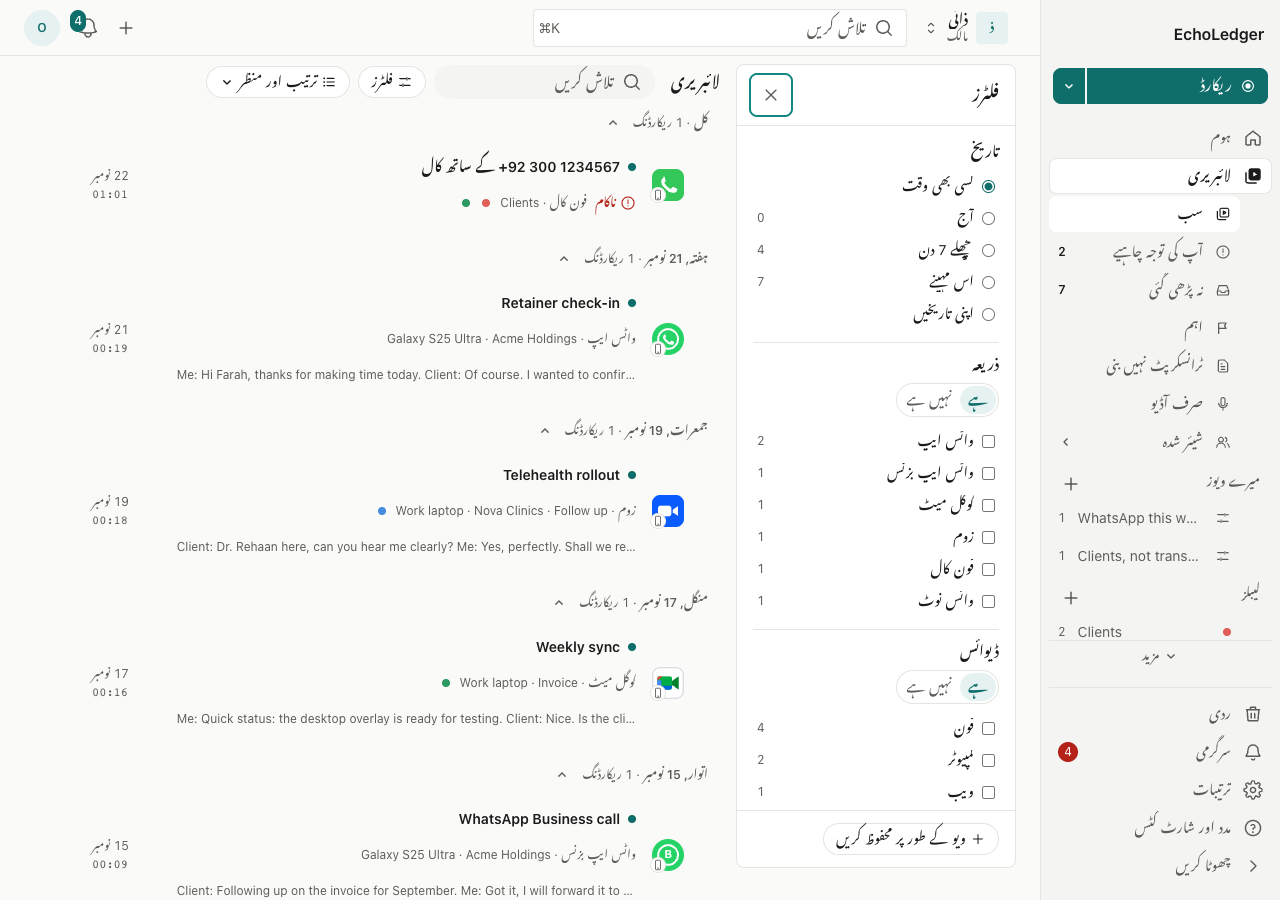 EchoLedger
ریکارڈ
ہوم
لائبریری
سب
آپ کی توجہ چاہیے 2
نہ پڑھی گئی 7
اہم
ٹرانسکرپٹ نہیں بنی
صرف آڈیو
شیئر شدہ
میرے ویوز
WhatsApp this w... 1
Clients, not trans... 1
لیبلز
Clients 2
مزید
ردی
سرگرمی 4
ترتیبات
مدد اور شارٹ کٹس
چھوٹا کریں
ذ
ذاتی
مالک
تلاش کریں ⌘K
4
O
فلٹرز
تاریخ
کسی بھی وقت
آج 0
پچھلے 7 دن 4
اس مہینے 7
اپنی تاریخیں
ذریعہ
ہے نہیں ہے
واٹس ایپ 2
واٹس ایپ بزنس 1
گوگل میٹ 1
زوم 1
فون کال 1
وائس نوٹ 1
ڈیوائس
ہے نہیں ہے
فون 4
کمپیوٹر 2
ویب 1
ویو کے طور پر محفوظ کریں
لائبریری
تلاش کریں
فلٹرز
ترتیب اور منظر
کل · 1 ریکارڈنگ
+92 300 1234567 کے ساتھ کال
ناکام فون کال · Clients
22 نومبر
01:01
ہفتہ, 21 نومبر · 1 ریکارڈنگ
Retainer check-in
واٹس ایپ · Galaxy S25 Ultra · Acme Holdings
Me: Hi Farah, thanks for making time today. Client: Of course. I wanted to confir...
21 نومبر
00:19
جمعرات, 19 نومبر · 1 ریکارڈنگ
Telehealth rollout
زوم · Work laptop · Nova Clinics · Follow up
Client: Dr. Rehaan here, can you hear me clearly? Me: Yes, perfectly. Shall we re...
19 نومبر
00:18
منگل, 17 نومبر · 1 ریکارڈنگ
Weekly sync
گوگل میٹ · Work laptop · Invoice
Me: Quick status: the desktop overlay is ready for testing. Client: Nice. Is the cli...
17 نومبر
00:16
اتوار, 15 نومبر · 1 ریکارڈنگ
WhatsApp Business call
واٹس ایپ بزنس · Galaxy S25 Ultra · Acme Holdings
Client: Following up on the invoice for September. Me: Got it, I will forward it to ...
15 نومبر
00:09